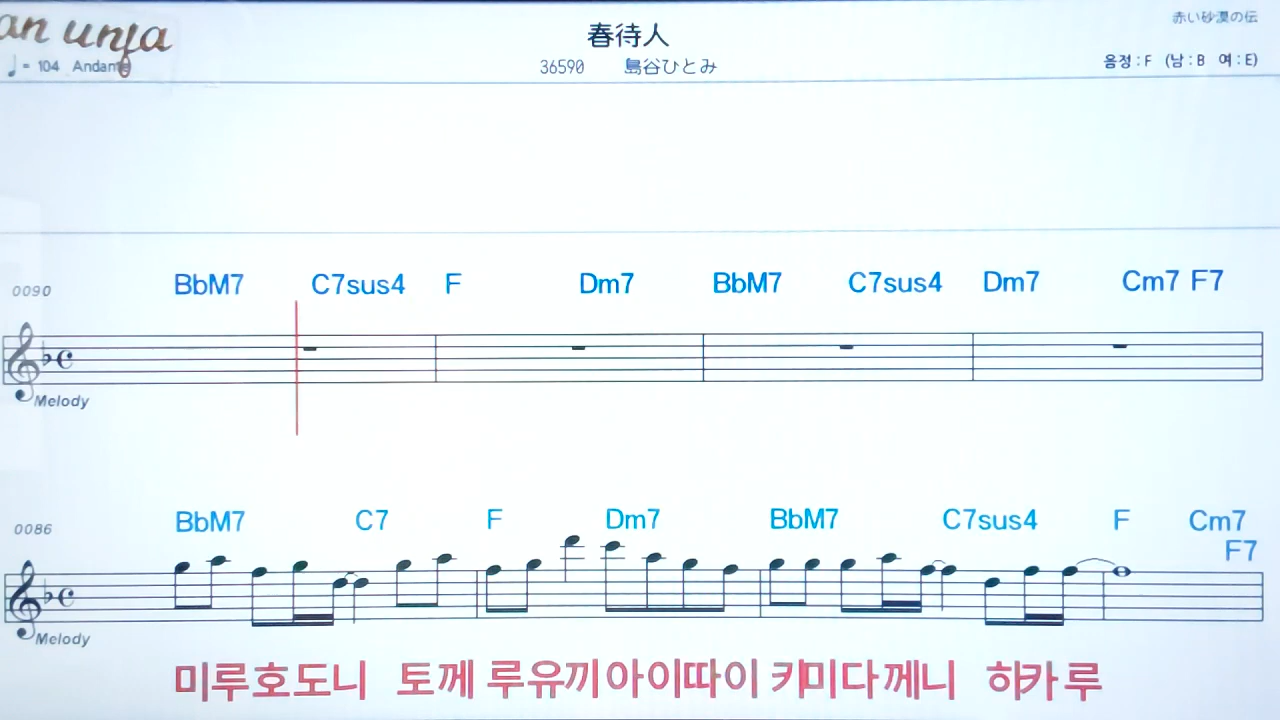 an unja
赤い砂漠の伝
春待人
♩= 104 Andante
36590 島谷ひとみ
음정 : F (남 : B 여 : E)
0090
BbM7 C7sus4 F Dm7 BbM7 C7sus4 Dm7 Cm7 F7
Melody
0086
BbM7 C7 F Dm7 BbM7 C7sus4 F Cm7
F7
Melody
미루호도니 토께 루유끼아이따이 키미다께니 히카루